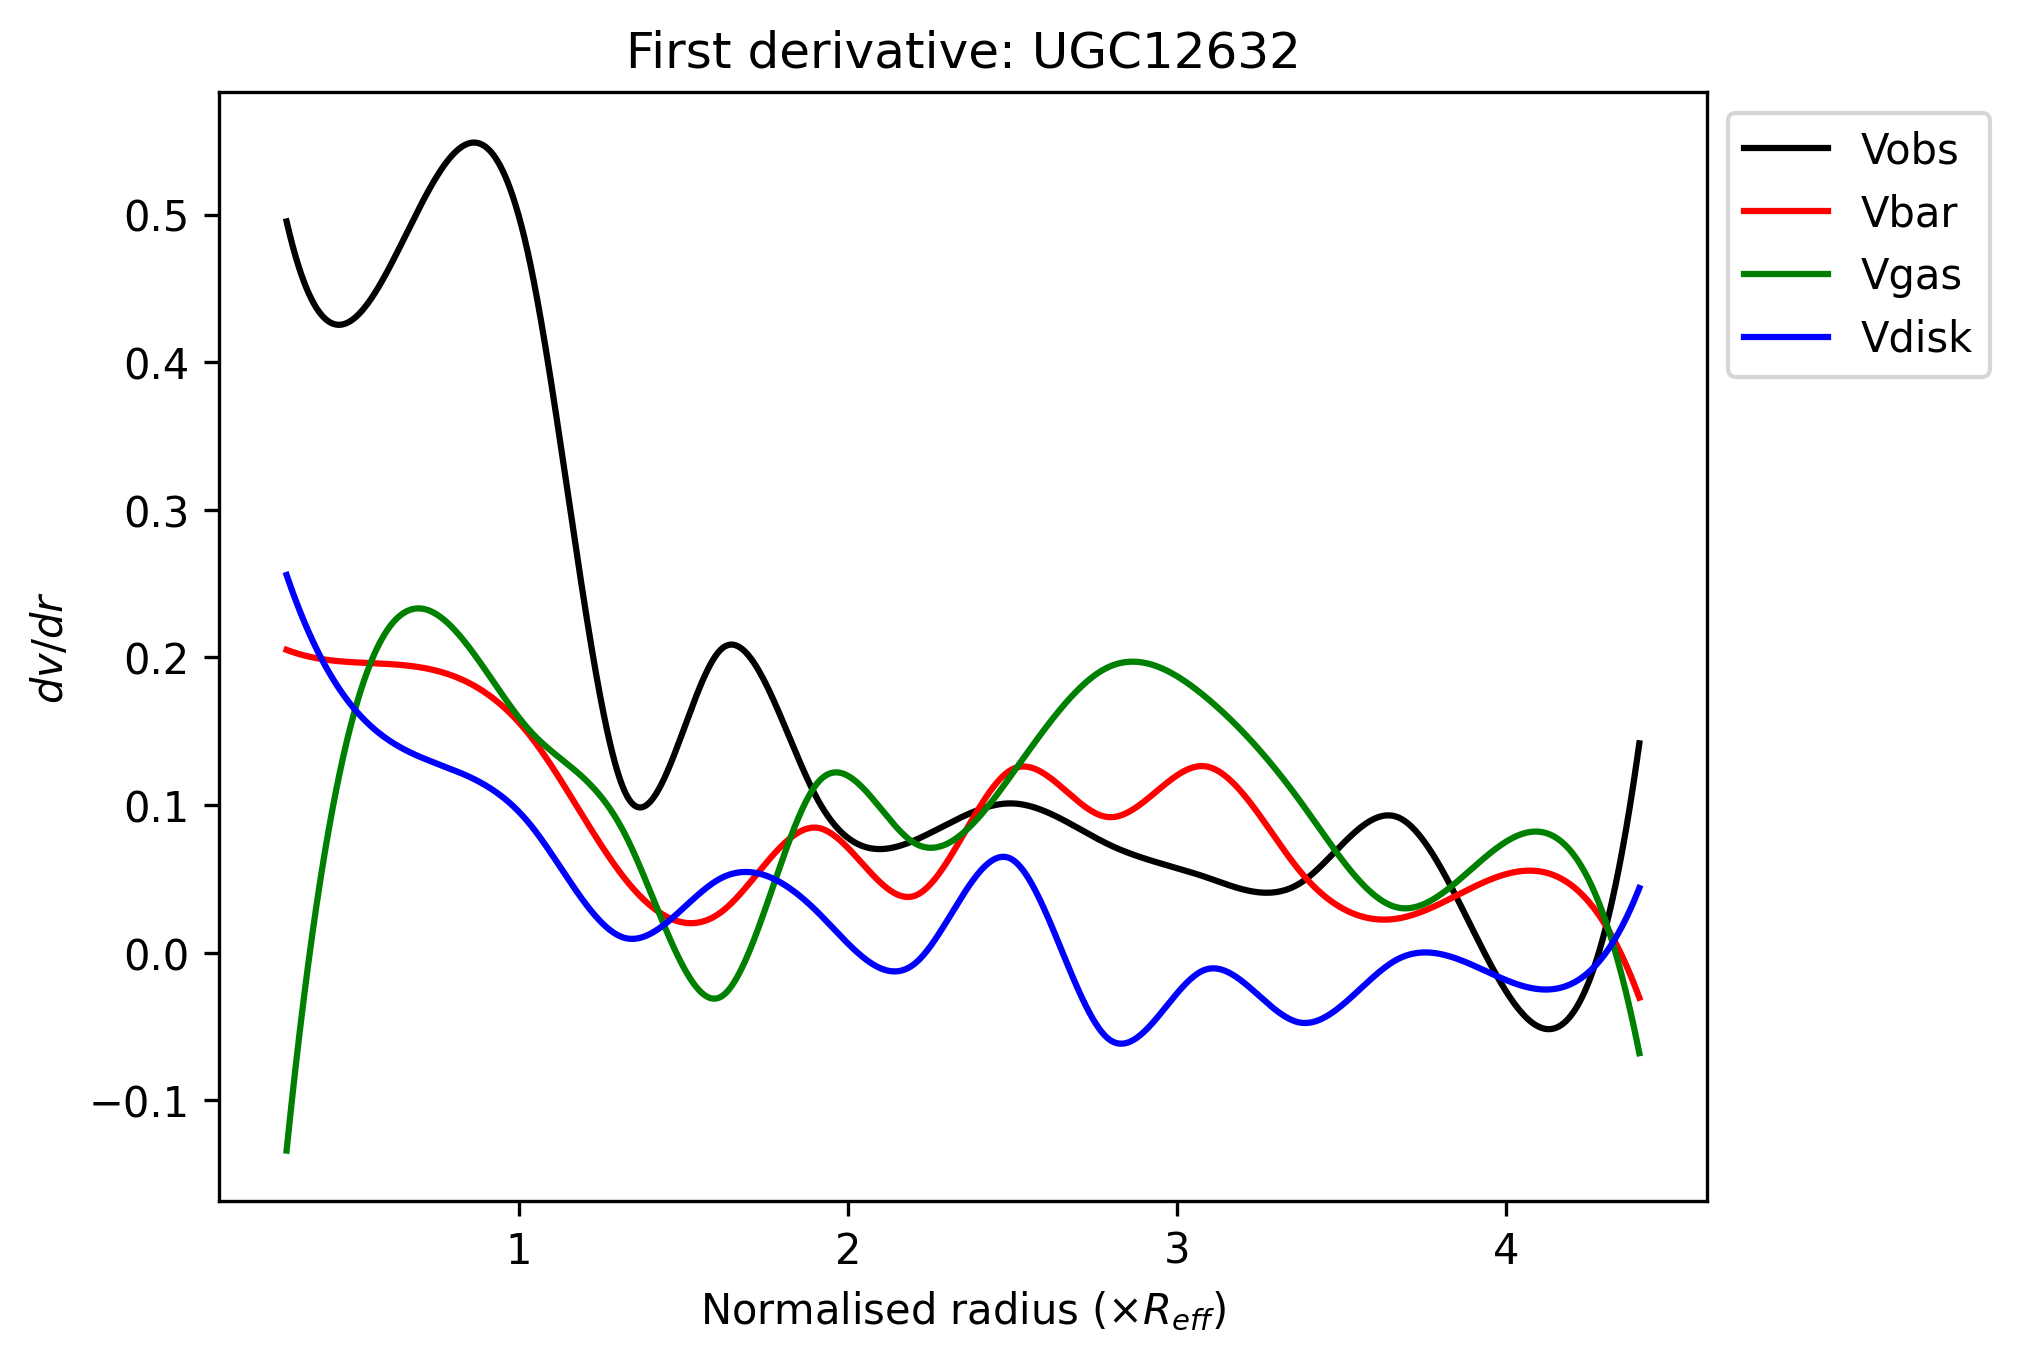 First derivative: UGC12632
Vobs
Vbar
Vgas
Vdisk
0.5
0.4
0.3
0.2
0.1
0.0
−0.1
dv/dr
1 2 3 4
Normalised radius (×R_eff)